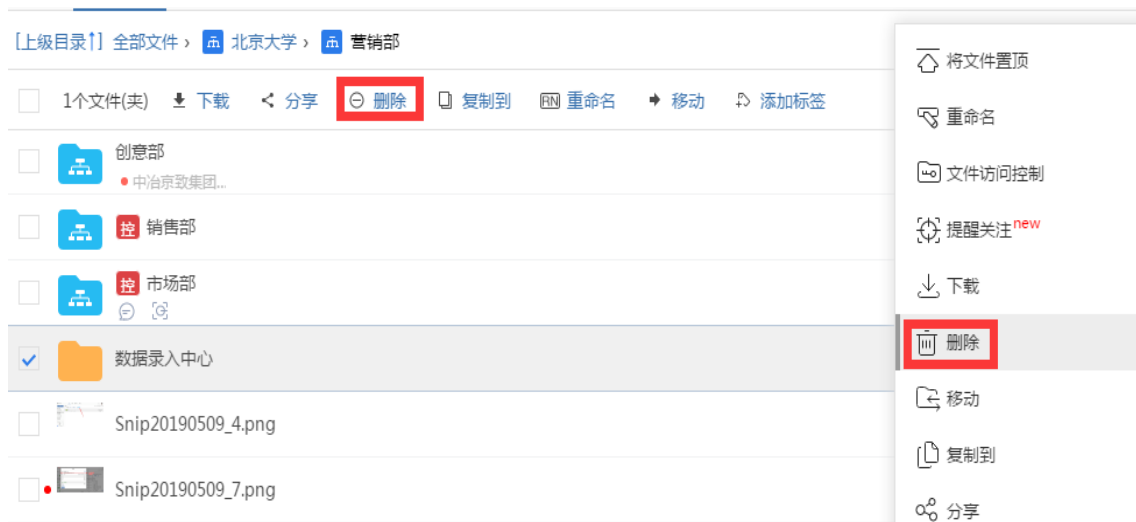 [上级目录↑] 全部文件 › 北京大学 › 营销部
1个文件(夹) 下载 分享 删除 复制到 RN 重命名 移动 添加标签
创意部
中冶京致集团...
控 销售部
控 市场部
数据录入中心
Snip20190509_4.png
Snip20190509_7.png
将文件置顶
重命名
文件访问控制
提醒关注new
下载
删除
移动
复制到
分享